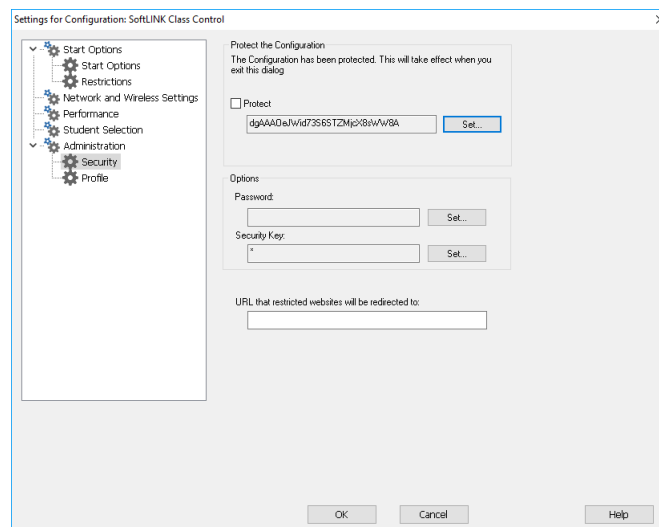 Settings for Configuration: SoftLINK Class Control
Start Options
Start Options
Restrictions
Network and Wireless Settings
Performance
Student Selection
Administration
Security
Profile
Protect the Configuration
The Configuration has been protected. This will take effect when you
exit this dialog
Protect
dgAAAOeJWid73S6STZMjcX8sWW8A
Set...
Options
Password:
Set...
Security Key:
*
Set...
URL that restricted websites will be redirected to:
OK
Cancel
Help